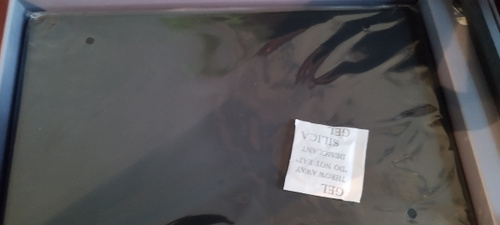 GEL
"THROW AWAY"
"DO NOT EAT"
DESICCANT
SILICA
GEL